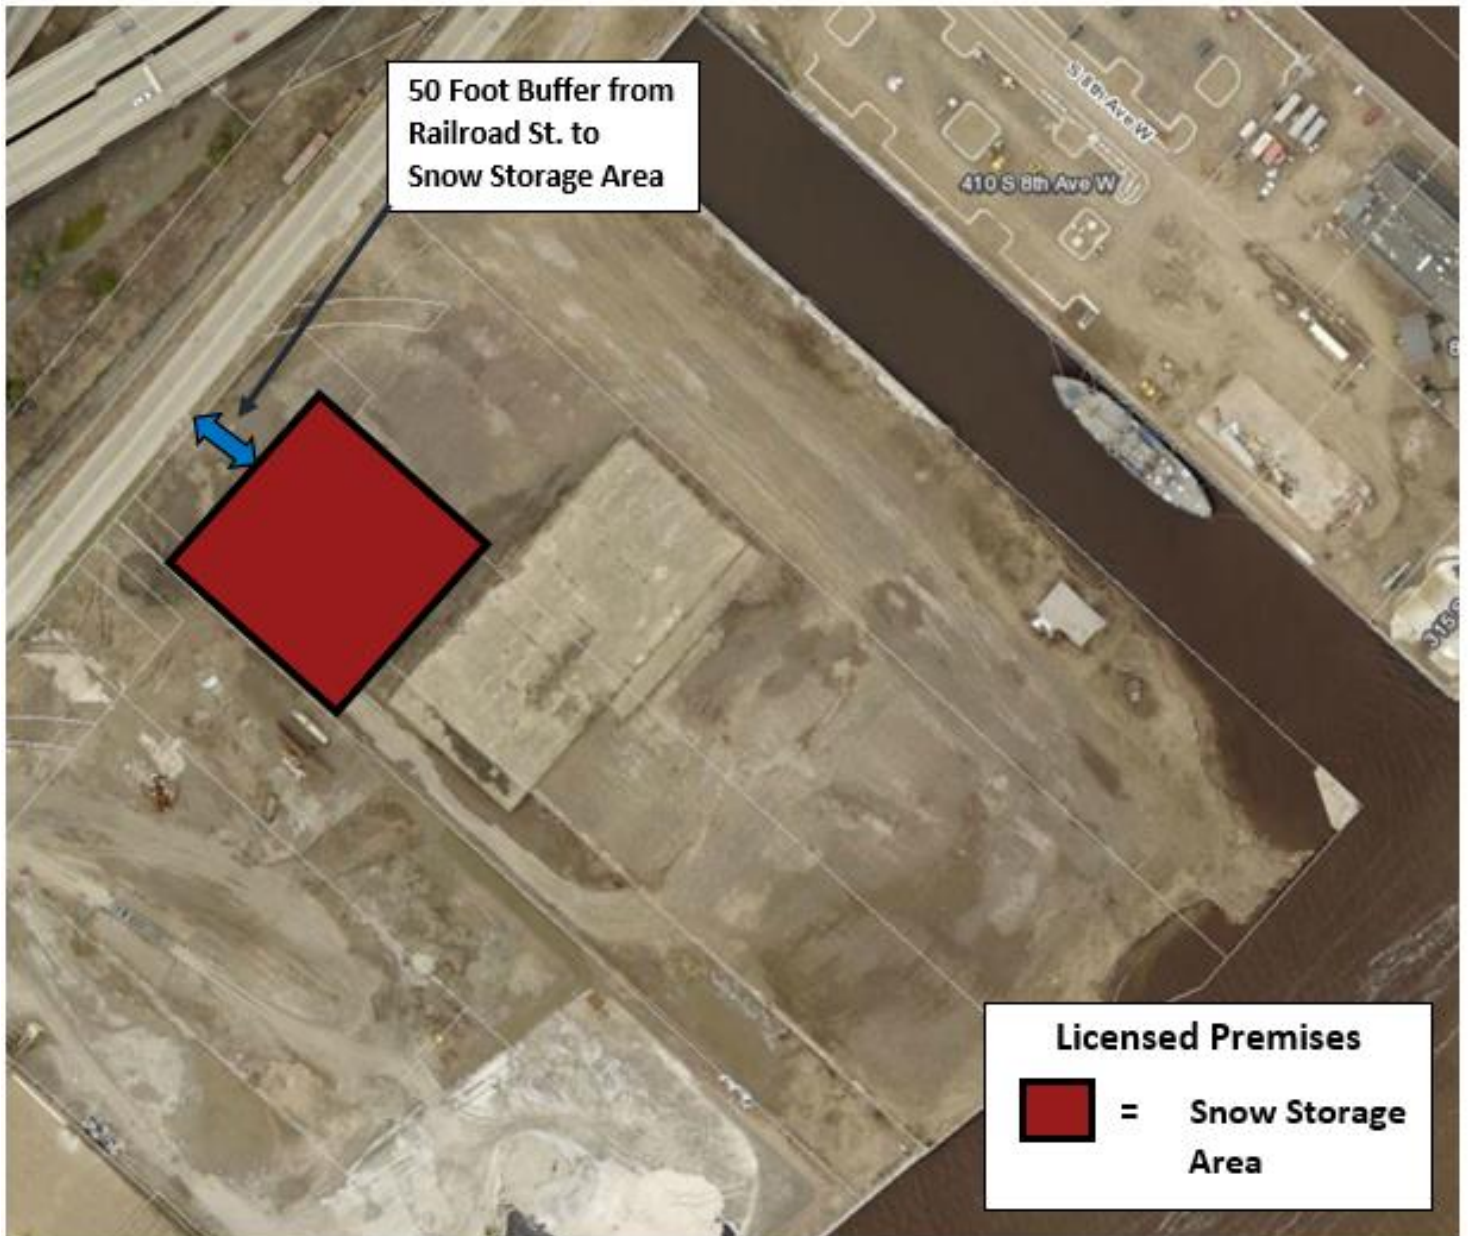 50 Foot Buffer from
Railroad St. to
Snow Storage Area
S 8th Ave W
410 S 8th Ave W
Licensed Premises
= Snow Storage
Area